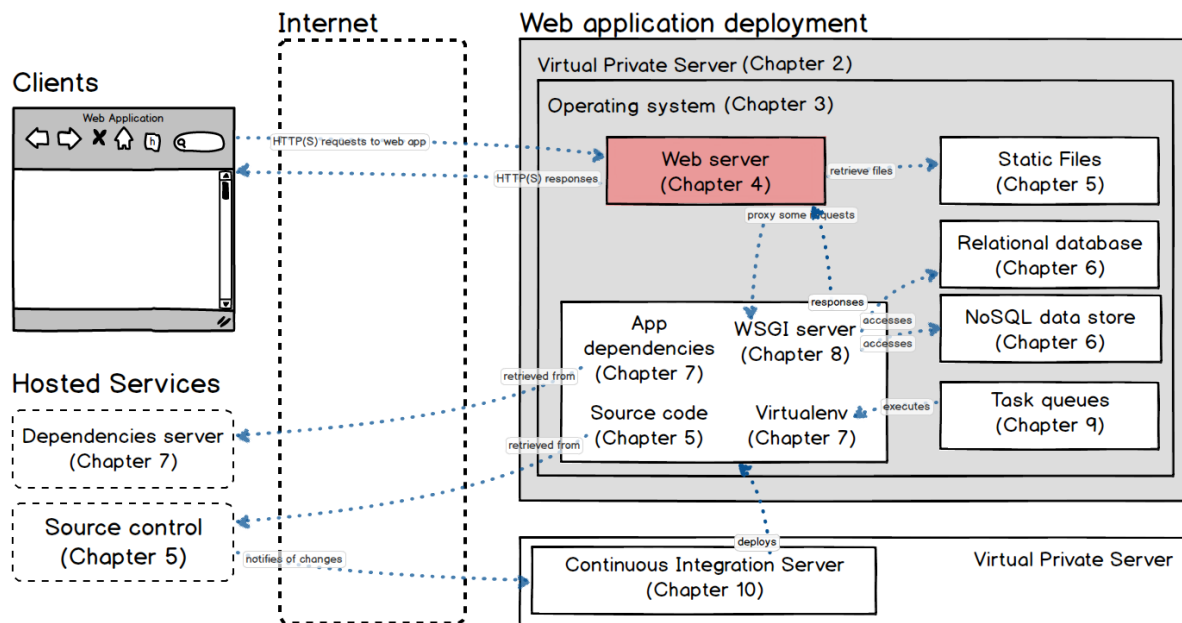 Internet
Web application deployment
Virtual Private Server (Chapter 2)
Clients
Operating system (Chapter 3)
Web Application
h
HTTP(S) requests to web app
HTTP(S) responses
Web server
(Chapter 4)
retrieve files
Static Files
(Chapter 5)
proxy some requests
Relational database
(Chapter 6)
responses
accesses
accesses
NoSQL data store
(Chapter 6)
App
dependencies
(Chapter 7)
WSGI server
(Chapter 8)
retrieved from
Hosted Services
Dependencies server
(Chapter 7)
Source code
(Chapter 5)
Virtualenv
(Chapter 7)
executes
Task queues
(Chapter 9)
retrieved from
Source control
(Chapter 5)
notifies of changes
deploys
Continuous Integration Server
(Chapter 10)
Virtual Private Server